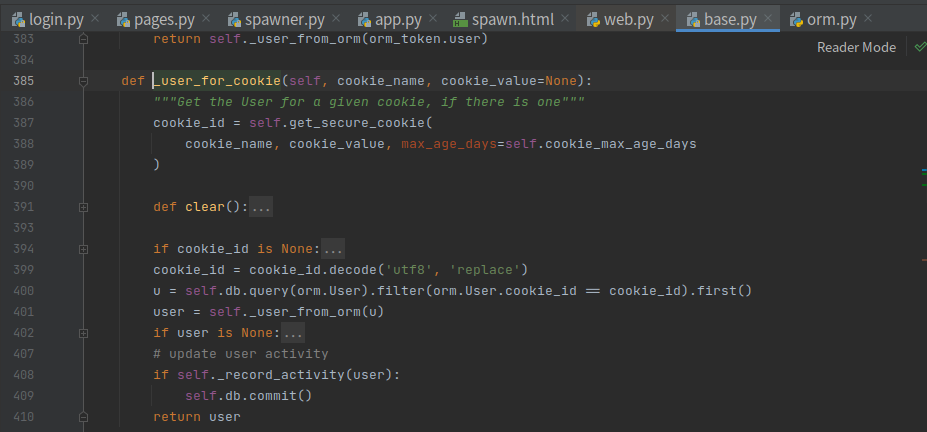 login.py × pages.py × spawner.py × app.py × spawn.html × web.py × base.py × orm.py ×
Reader Mode
383 return self._user_from_orm(orm_token.user)
384
385 def _user_for_cookie(self, cookie_name, cookie_value=None):
386 """Get the User for a given cookie, if there is one"""
387 cookie_id = self.get_secure_cookie(
388 cookie_name, cookie_value, max_age_days=self.cookie_max_age_days
389 )
390
391 def clear():...
393
394 if cookie_id is None:...
399 cookie_id = cookie_id.decode('utf8', 'replace')
400 u = self.db.query(orm.User).filter(orm.User.cookie_id == cookie_id).first()
401 user = self._user_from_orm(u)
402 if user is None:...
407 # update user activity
408 if self._record_activity(user):
409 self.db.commit()
410 return user